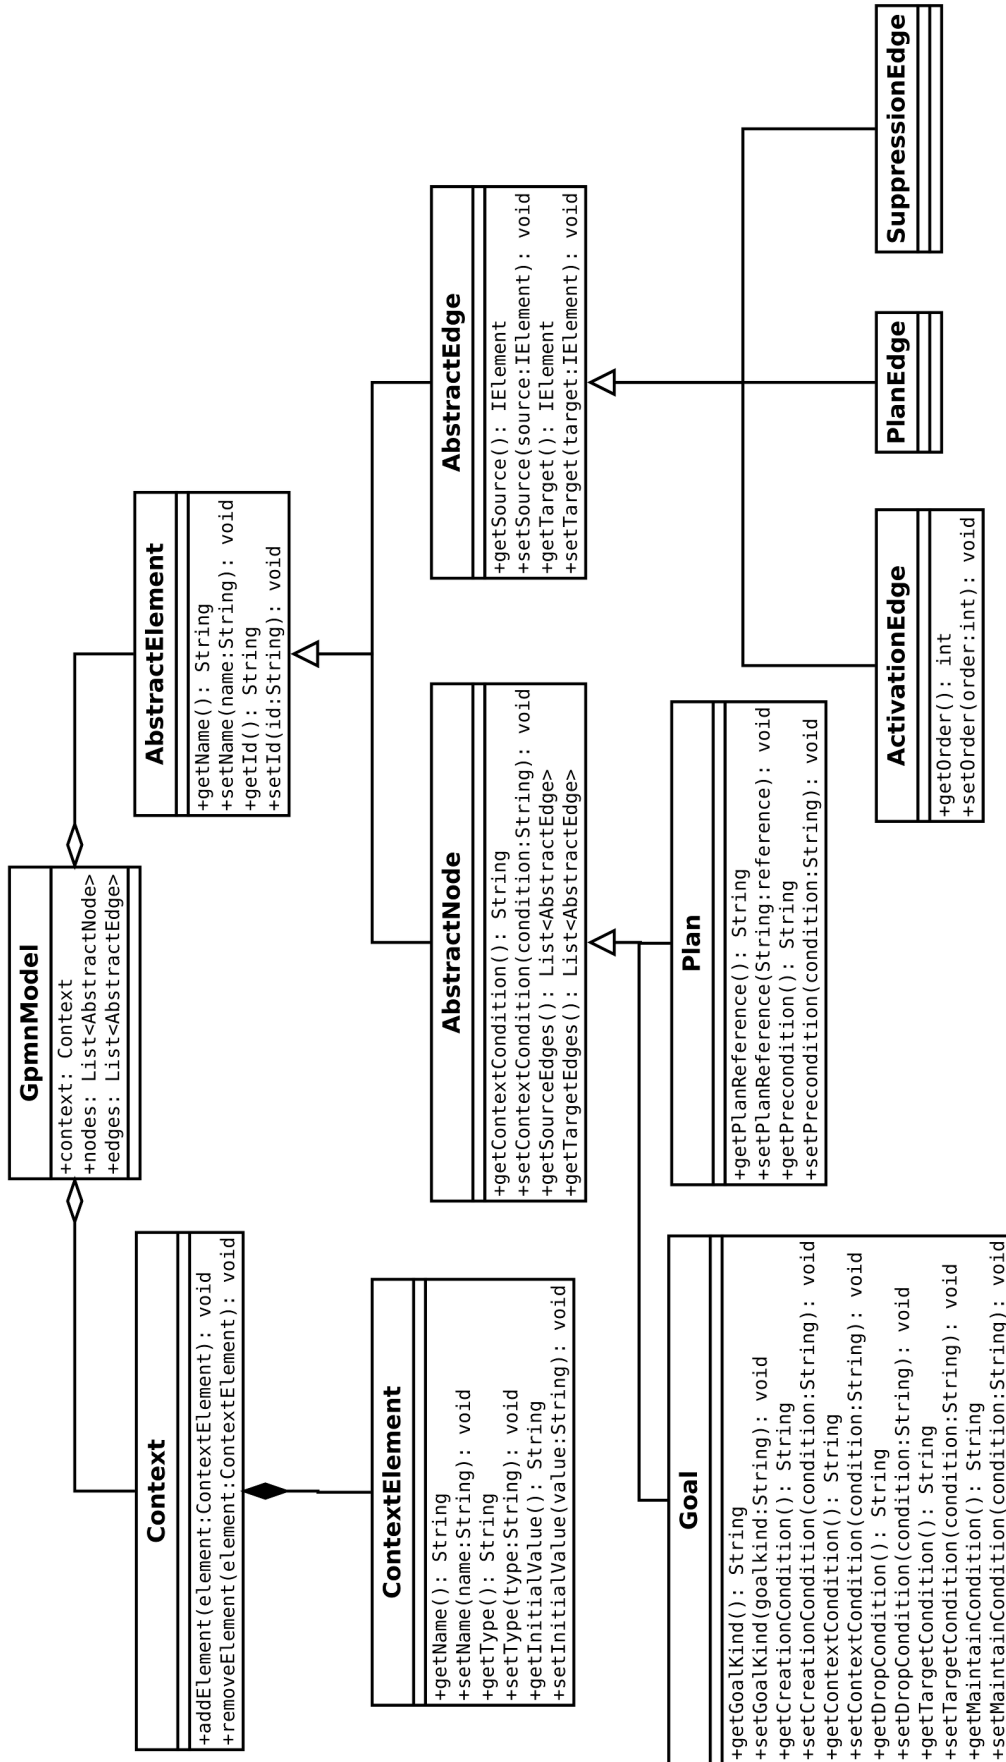 GpmnModel
+context: Context
+nodes: List<AbstractNode>
+edges: List<AbstractEdge>
Context
+addElement(element:ContextElement): void
+removeElement(element:ContextElement): void
AbstractElement
+getName(): String
+setName(name:String): void
+getId(): String
+setId(id:String): void
ContextElement
+getName(): String
+setName(name:String): void
+getType(): String
+setType(type:String): void
+getInitialValue(): String
+setInitialValue(value:String): void
AbstractNode
+getContextCondition(): String
+setContextCondition(condition:String): void
+getSourceEdges(): List<AbstractEdge>
+getTargetEdges(): List<AbstractEdge>
AbstractEdge
+getSource(): IElement
+setSource(source:IElement): void
+getTarget(): IElement
+setTarget(target:IElement): void
Goal
+getGoalKind(): String
+setGoalKind(goalkind:String): void
+getCreationCondition(): String
+setCreationCondition(condition:String): void
+getContextCondition(): String
+setContextCondition(condition:String): void
+getDropCondition(): String
+setDropCondition(condition:String): void
+getTargetCondition(): String
+setTargetCondition(condition:String): void
+getMaintainCondition(): String
+setMaintainCondition(condition:String): void
Plan
+getPlanReference(): String
+setPlanReference(String:reference): void
+getPrecondition(): String
+setPrecondition(condition:String): void
ActivationEdge
+getOrder(): int
+setOrder(order:int): void
PlanEdge
SuppressionEdge